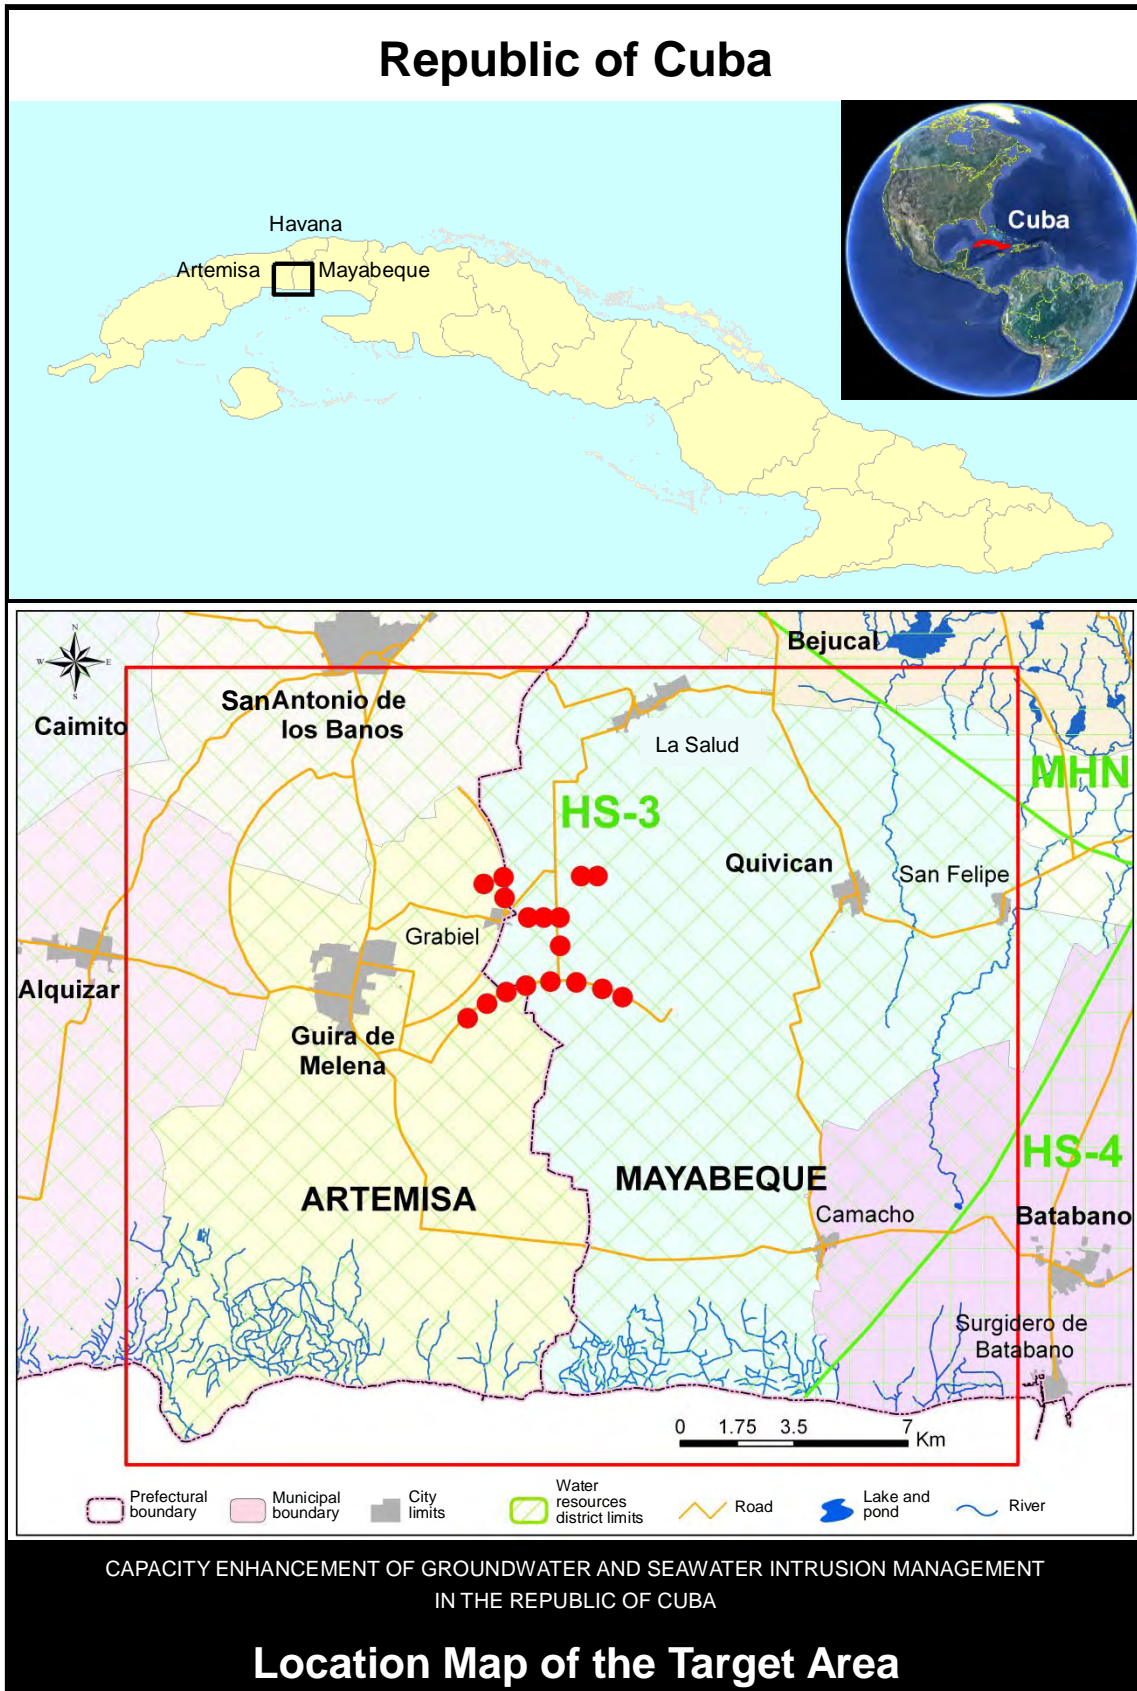 Republic of Cuba
Cuba
Havana
Artemisa
Mayabeque
N
W
E
S
Bejucal
SanAntonio de
los Banos
Caimito
La Salud
MHN
HS-3
Quivican
San Felipe
Grabiel
Alquizar
Guira de
Melena
HS-4
MAYABEQUE
ARTEMISA
Camacho
Batabano
Surgidero de
Batabano
0 1.75 3.5 7
Km
Prefectural
boundary
Municipal
boundary
City
limits
Water
resources
district limits
Road
Lake and
pond
River
CAPACITY ENHANCEMENT OF GROUNDWATER AND SEAWATER INTRUSION MANAGEMENT
IN THE REPUBLIC OF CUBA
Location Map of the Target Area